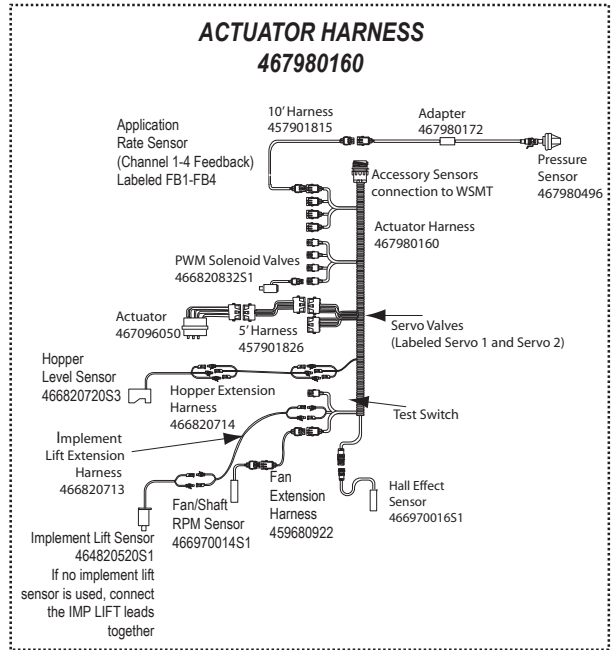 ACTUATOR HARNESS
467980160
10' Harness
457901815
Adapter
467980172
Application
Rate Sensor
(Channel 1-4 Feedback)
Labeled FB1-FB4
Pressure
Sensor
467980496
Accessory Sensors
connection to WSMT
Actuator Harness
467980160
PWM Solenoid Valves
466820832S1
Actuator
467096050
5' Harness
457901826
Servo Valves
(Labeled Servo 1 and Servo 2)
Hopper
Level Sensor
466820720S3
Hopper Extension
Harness
466820714
Test Switch
Implement
Lift Extension
Harness
466820713
Fan/Shaft
RPM Sensor
466970014S1
Fan
Extension
Harness
459680922
Hall Effect
Sensor
466970016S1
Implement Lift Sensor
464820520S1
If no implement lift
sensor is used, connect
the IMP LIFT leads
together